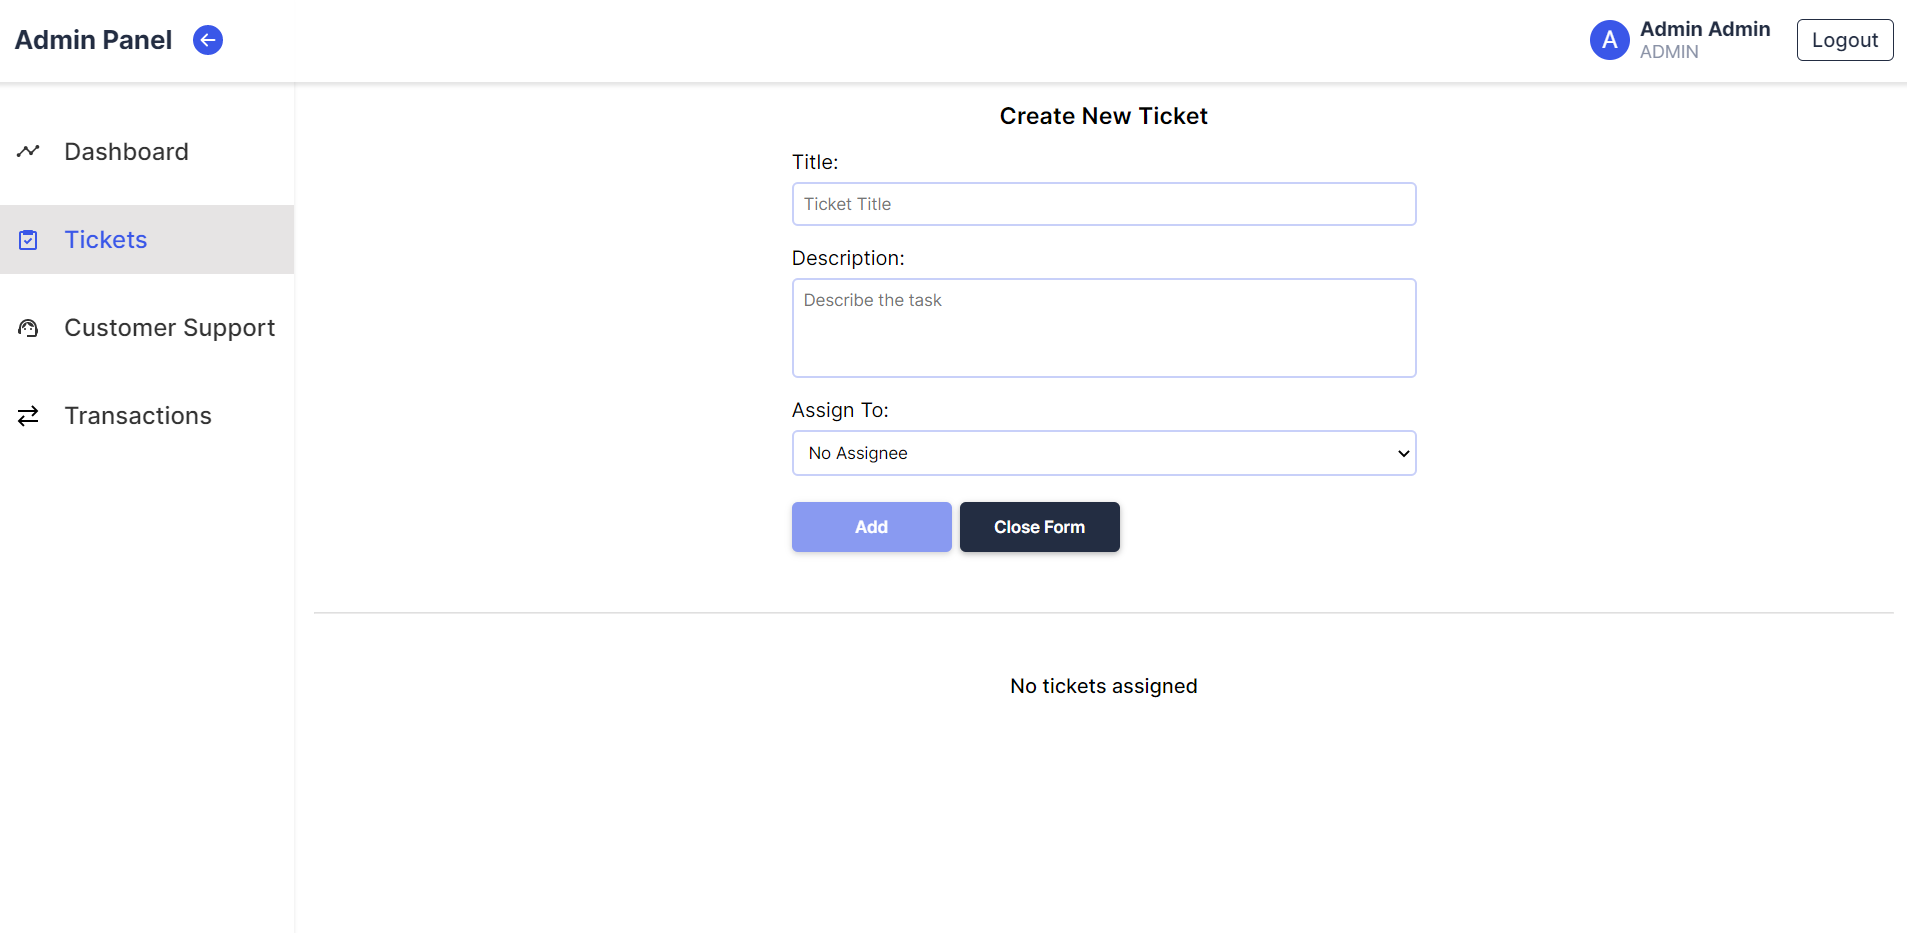 Admin Panel
A
Admin Admin
ADMIN
Logout
Dashboard
Tickets
Customer Support
Transactions
Create New Ticket
Title:
Ticket Title
Description:
Describe the task
Assign To:
No Assignee
Add
Close Form
No tickets assigned